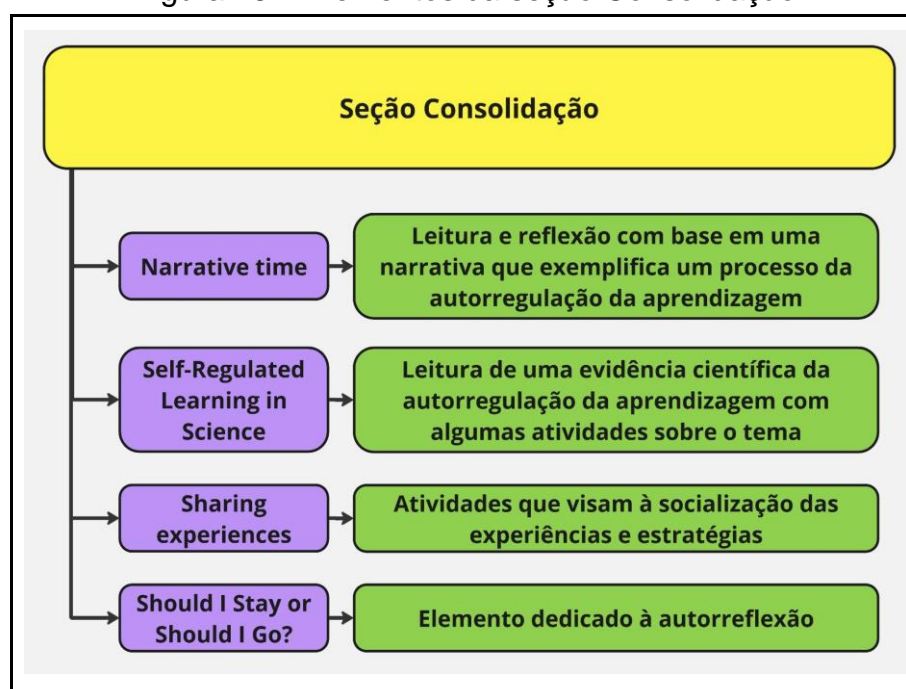 Seção Consolidação
Narrative time
Leitura e reflexão com base em uma
narrativa que exemplifica um processo da
autorregulação da aprendizagem
Self-Regulated
Learning in
Science
Leitura de uma evidência científica da
autorregulação da aprendizagem com
algumas atividades sobre o tema
Sharing
experiences
Atividades que visam à socialização das
experiências e estratégias
Should I Stay or
Should I Go?
Elemento dedicado à autorreflexão